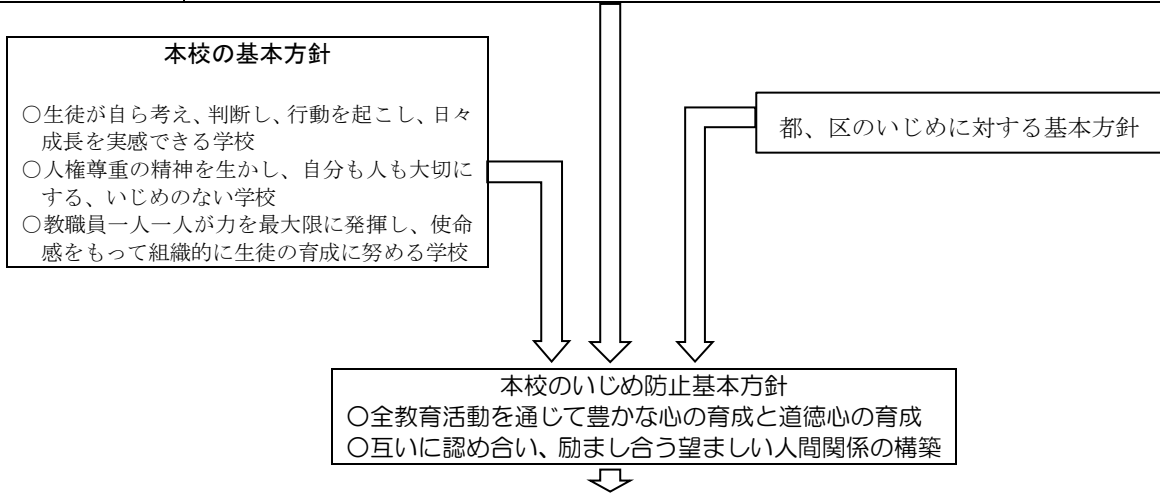 本校の基本方針
○生徒が自ら考え、判断し、行動を起こし、日々
成長を実感できる学校
○人権尊重の精神を生かし、自分も人も大切に
する、いじめのない学校
○教職員一人一人が力を最大限に発揮し、使命
感をもって組織的に生徒の育成に努める学校
都、区のいじめに対する基本方針
本校のいじめ防止基本方針
○全教育活動を通じて豊かな心の育成と道徳心の育成
○互いに認め合い、励まし合う望ましい人間関係の構築